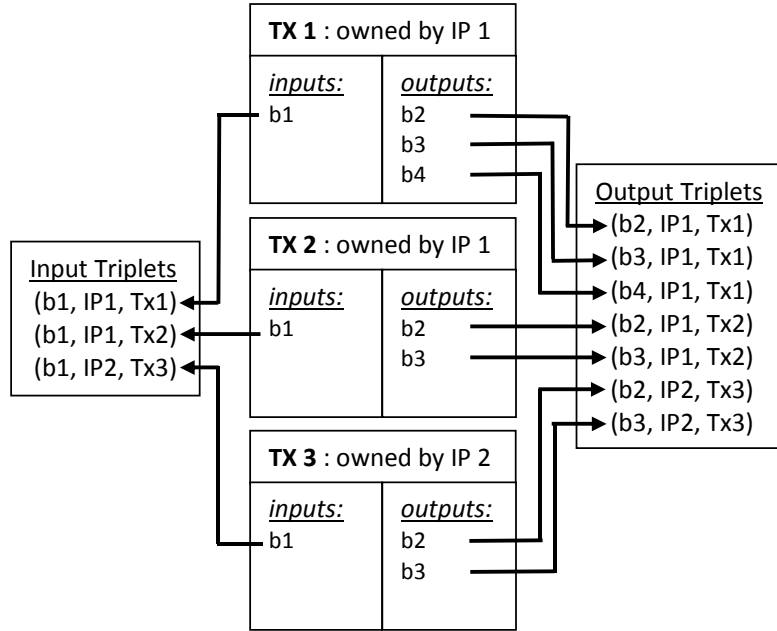 TX 1 : owned by IP 1
inputs:
b1
outputs:
b2
b3
b4
TX 2 : owned by IP 1
inputs:
b1
outputs:
b2
b3
TX 3 : owned by IP 2
inputs:
b1
outputs:
b2
b3
Input Triplets
(b1, IP1, Tx1)
(b1, IP1, Tx2)
(b1, IP2, Tx3)
Output Triplets
(b2, IP1, Tx1)
(b3, IP1, Tx1)
(b4, IP1, Tx1)
(b2, IP1, Tx2)
(b3, IP1, Tx2)
(b2, IP2, Tx3)
(b3, IP2, Tx3)